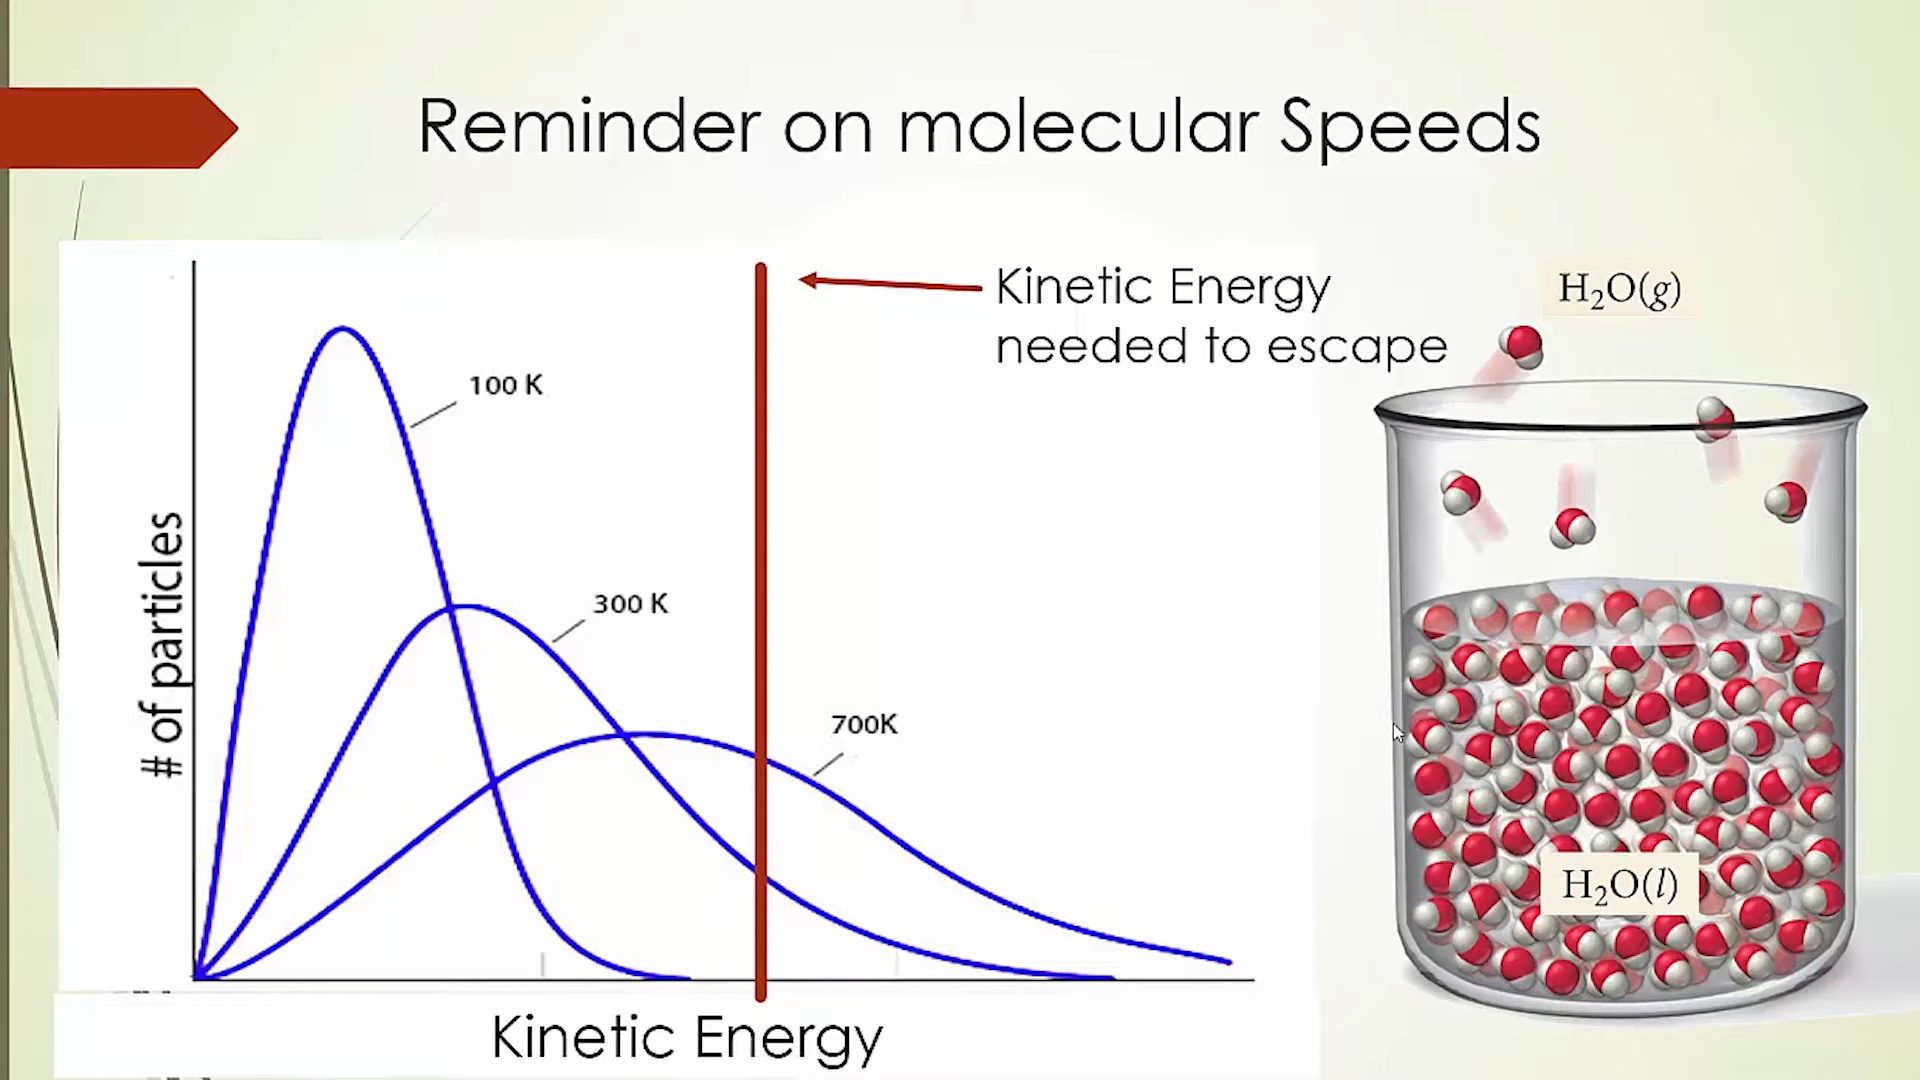 Reminder on molecular Speeds
Kinetic Energy
needed to escape
H₂O(g)
100 K
300 K
700K
# of particles
H₂O(l)
Kinetic Energy